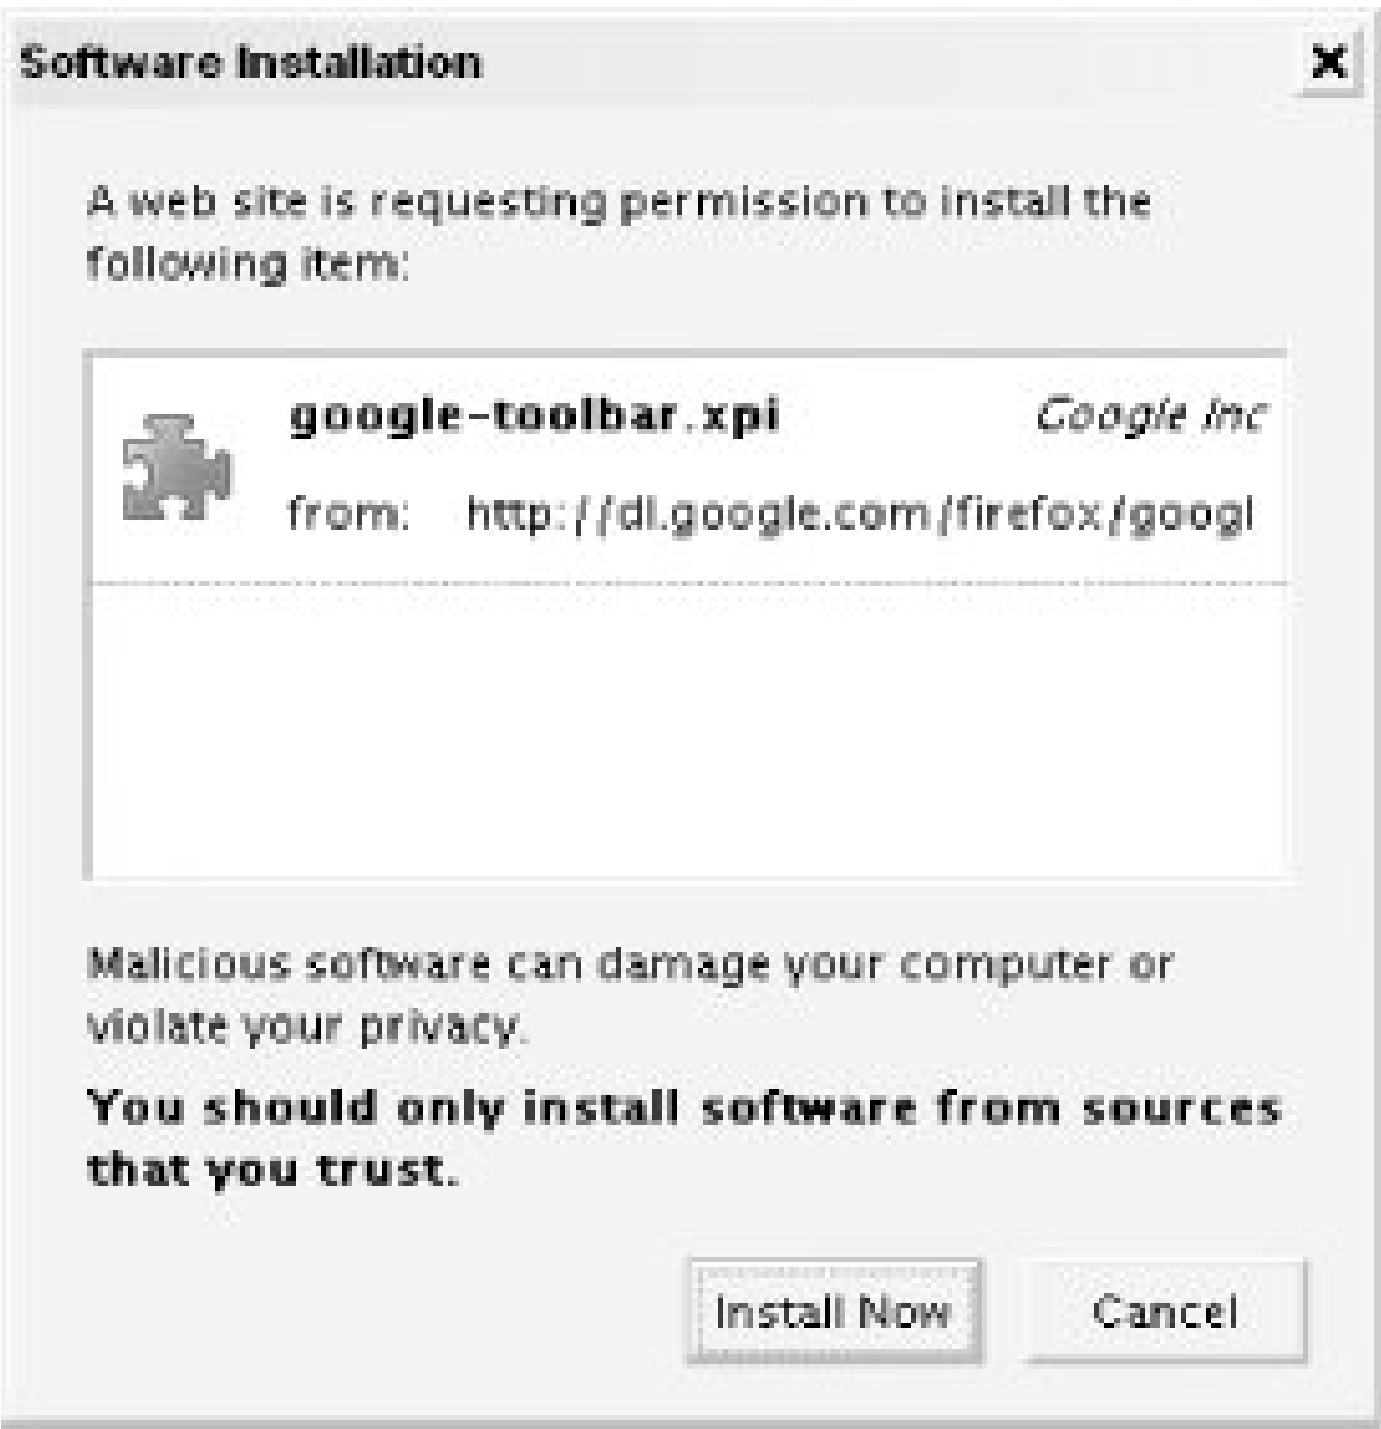 Software Installation
A web site is requesting permission to install the
following item:
google-toolbar.xpi Google Inc
from: http://dl.google.com/firefox/googl
Malicious software can damage your computer or
violate your privacy.
You should only install software from sources
that you trust.
Install Now Cancel